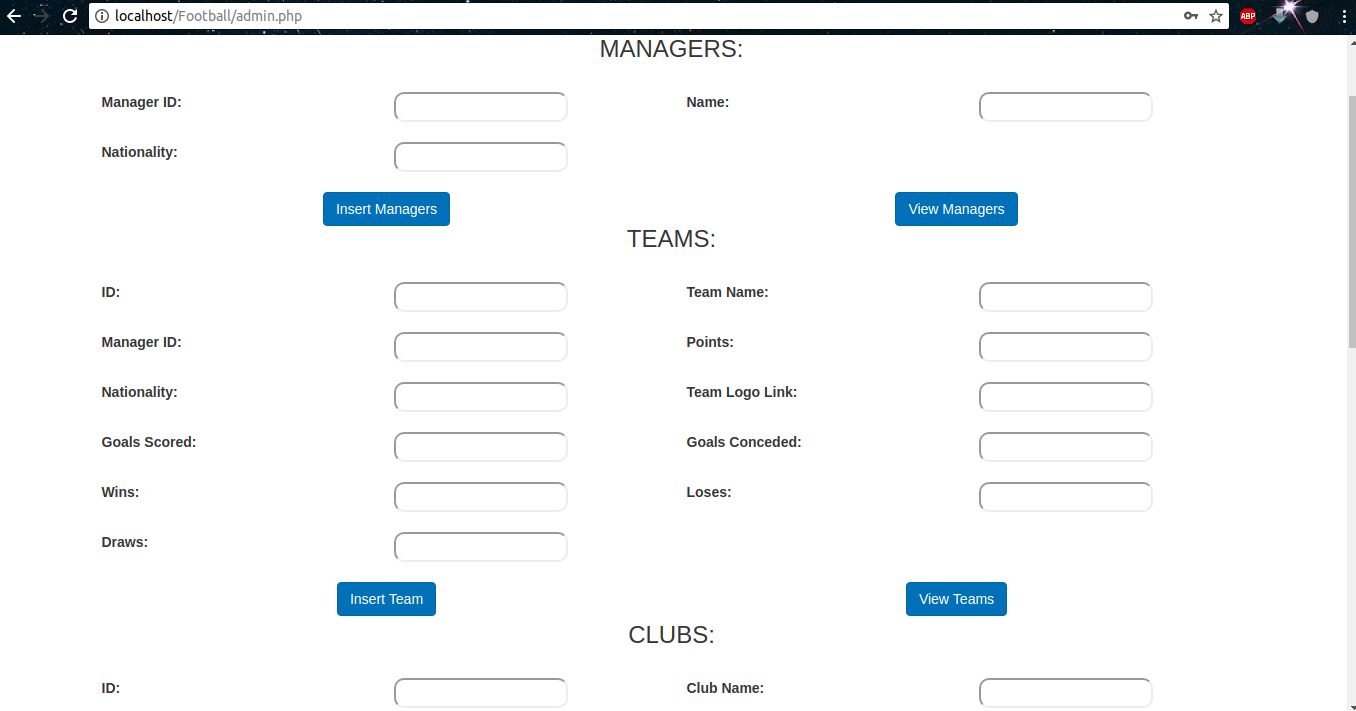 localhost/Football/admin.php
ABP
MANAGERS:
Manager ID: Name:
Nationality:
Insert Managers View Managers
TEAMS:
ID: Team Name:
Manager ID: Points:
Nationality: Team Logo Link:
Goals Scored: Goals Conceded:
Wins: Loses:
Draws:
Insert Team View Teams
CLUBS:
ID: Club Name: